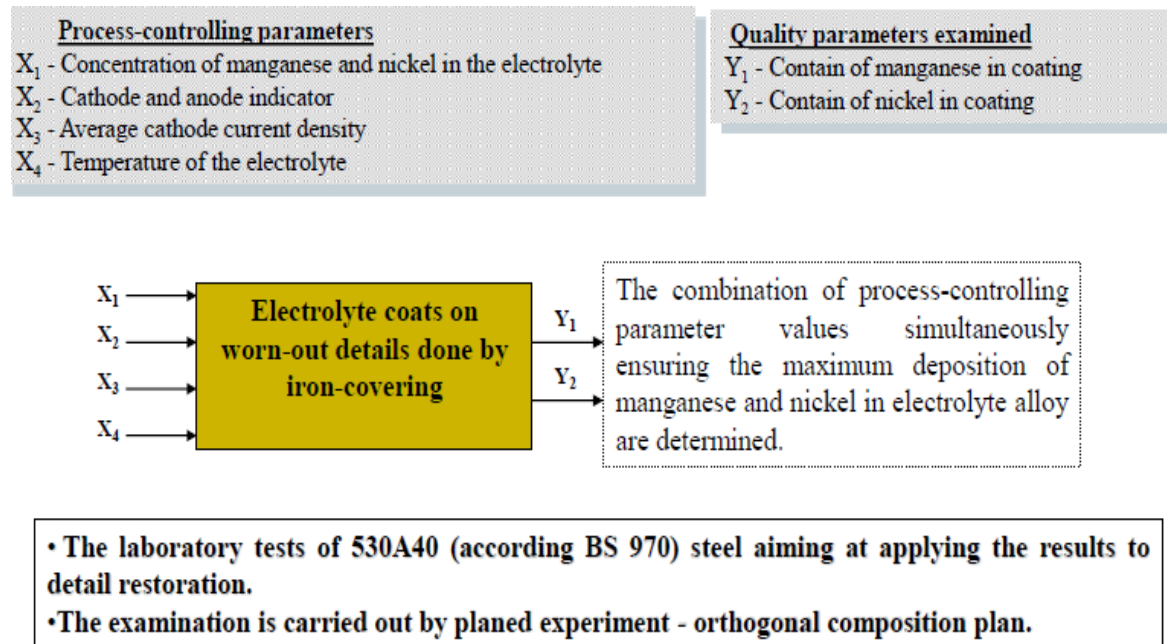 Process-controlling parameters
X1 - Concentration of manganese and nickel in the electrolyte
X2 - Cathode and anode indicator
X3 - Average cathode current density
X4 - Temperature of the electrolyte
Quality parameters examined
Y1 - Contain of manganese in coating
Y2 - Contain of nickel in coating
X1
X2
X3
X4
Electrolyte coats on
worn-out details done by
iron-covering
Y1
Y2
The combination of process-controlling
parameter values simultaneously
ensuring the maximum deposition of
manganese and nickel in electrolyte alloy
are determined.
• The laboratory tests of 530A40 (according BS 970) steel aiming at applying the results to
detail restoration.
•The examination is carried out by planed experiment - orthogonal composition plan.